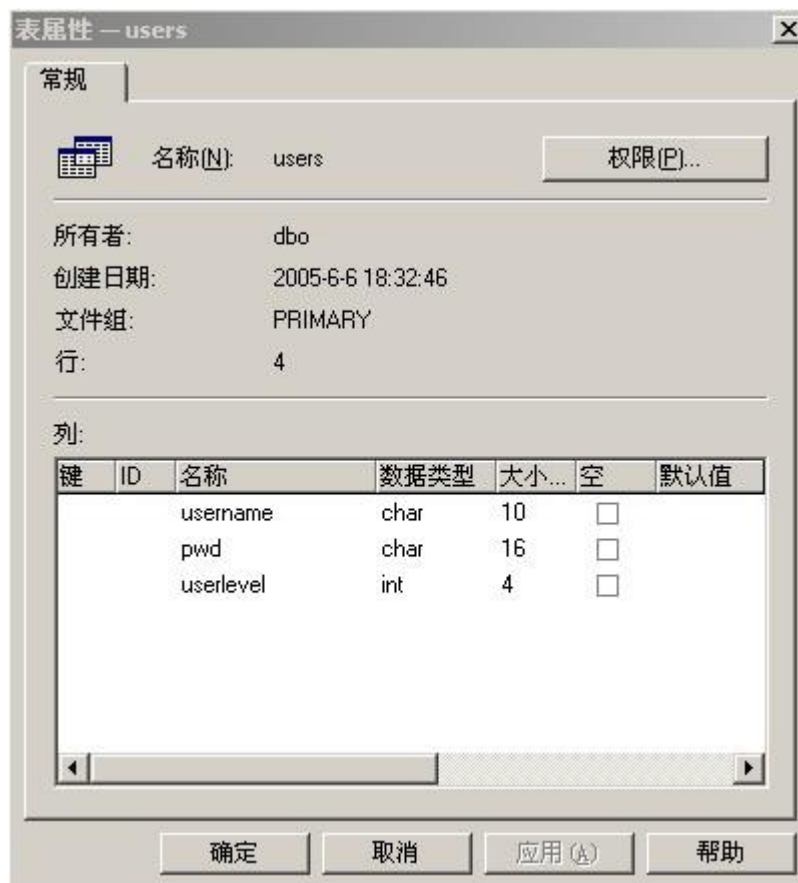 表属性 — users
常规
名称(N): users 权限(P)...
所有者: dbo
创建日期: 2005-6-6 18:32:46
文件组: PRIMARY
行: 4
列:
键 ID 名称 数据类型 大小... 空 默认值
username char 10
pwd char 16
userlevel int 4
确定 取消 应用(A) 帮助